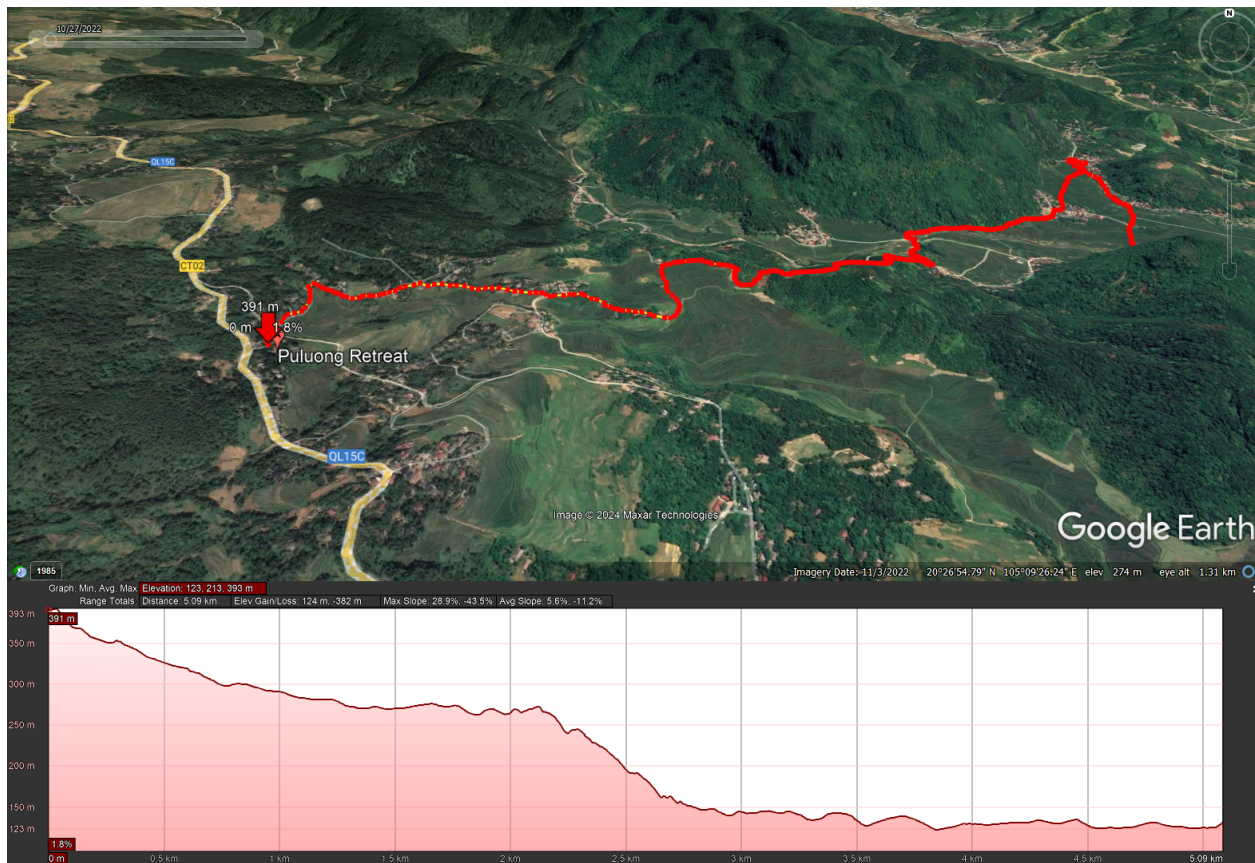 10/27/2022
N
QL15C
CT02
391 m
0 m 1.8%
Puluong Retreat
QL15C
Image © 2024 Maxar Technologies
Google Earth
1985
Imagery Date: 11/3/2022 20°26'54.79" N 105°09'26.24" E elev 274 m eye alt 1.31 km
Graph: Min, Avg, Max Elevation: 123, 213, 393 m
Range Totals Distance: 5.09 km Elev Gain/Loss: 124 m, -382 m Max Slope: 28.9%, -43.5% Avg Slope: 5.6%, -11.2%
393 m
391 m
350 m
300 m
250 m
200 m
150 m
123 m
1.8%
0 m 0.5 km 1 km 1.5 km 2 km 2.5 km 3 km 3.5 km 4 km 4.5 km 5.09 km